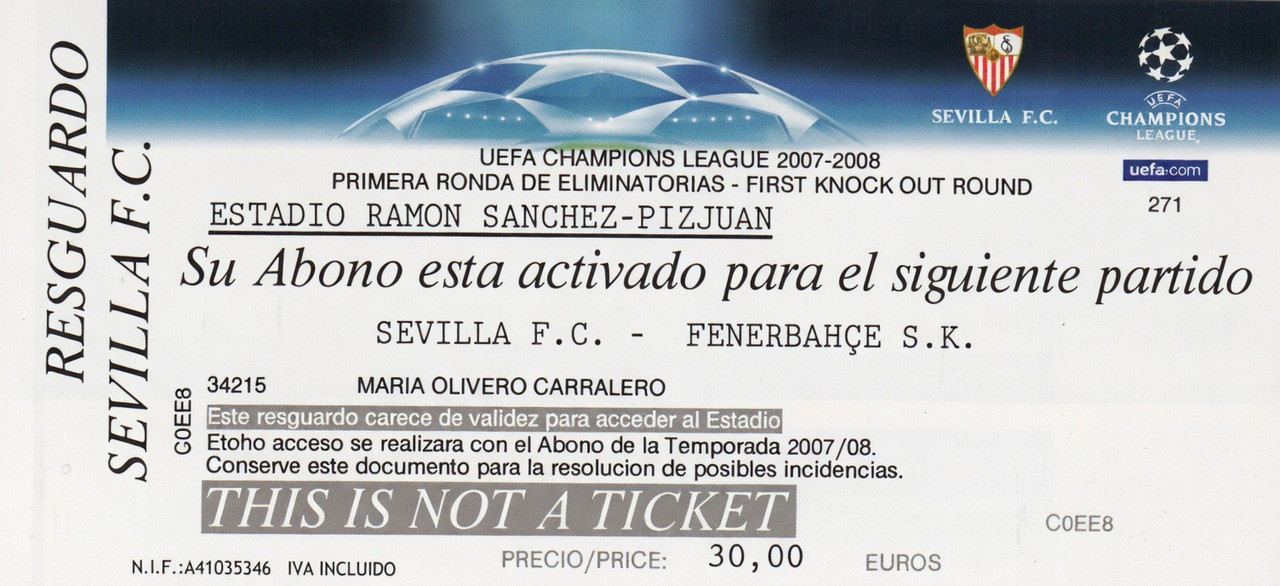 RESGUARDO
SEVILLA F.C.
SEVILLA F.C.
UEFA
CHAMPIONS
LEAGUE
uefa.com
271
UEFA CHAMPIONS LEAGUE 2007-2008
PRIMERA RONDA DE ELIMINATORIAS - FIRST KNOCK OUT ROUND
ESTADIO RAMON SANCHEZ-PIZJUAN
Su Abono esta activado para el siguiente partido
SEVILLA F.C. - FENERBAHÇE S.K.
C0EE8
34215 MARIA OLIVERO CARRALERO
Este resguardo carece de validez para acceder al Estadio
Etoho acceso se realizara con el Abono de la Temporada 2007/08.
Conserve este documento para la resolucion de posibles incidencias.
THIS IS NOT A TICKET
C0EE8
N.I.F.:A41035346 IVA INCLUIDO
PRECIO/PRICE: 30,00 EUROS